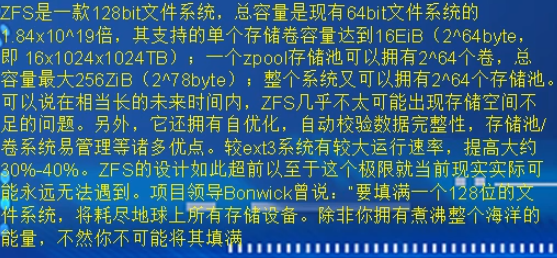 ZFS是一款128bit文件系统，总容量是现有64bit文件系统的
1.84x10^19倍，其支持的单个存储卷容量达到16EiB（2^64byte，
即 16x1024x1024TB）；一个zpool存储池可以拥有2^64个卷，总
容量最大256ZiB（2^78byte）；整个系统又可以拥有2^64个存储池。
可以说在相当长的未来时间内，ZFS几乎不太可能出现存储空间不
足的问题。另外，它还拥有自优化，自动校验数据完整性，存储池/
卷系统易管理等诸多优点。较ext3系统有较大运行速率，提高大约
30%-40%。ZFS的设计如此超前以至于这个极限就当前现实实际可
能永远无法遇到。项目领导Bonwick曾说："要填满一个128位的文
件系统，将耗尽地球上所有存储设备。除非你拥有煮沸整个海洋的
能量，不然你不可能将其填满